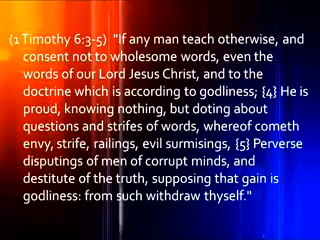 (1 Timothy 6:3-5)  "If any man teach otherwise, and
consent not to wholesome words, even the
words of our Lord Jesus Christ, and to the
doctrine which is according to godliness; {4} He is
proud, knowing nothing, but doting about
questions and strifes of words, whereof cometh
envy, strife, railings, evil surmisings, {5} Perverse
disputings of men of corrupt minds, and
destitute of the truth, supposing that gain is
godliness: from such withdraw thyself."